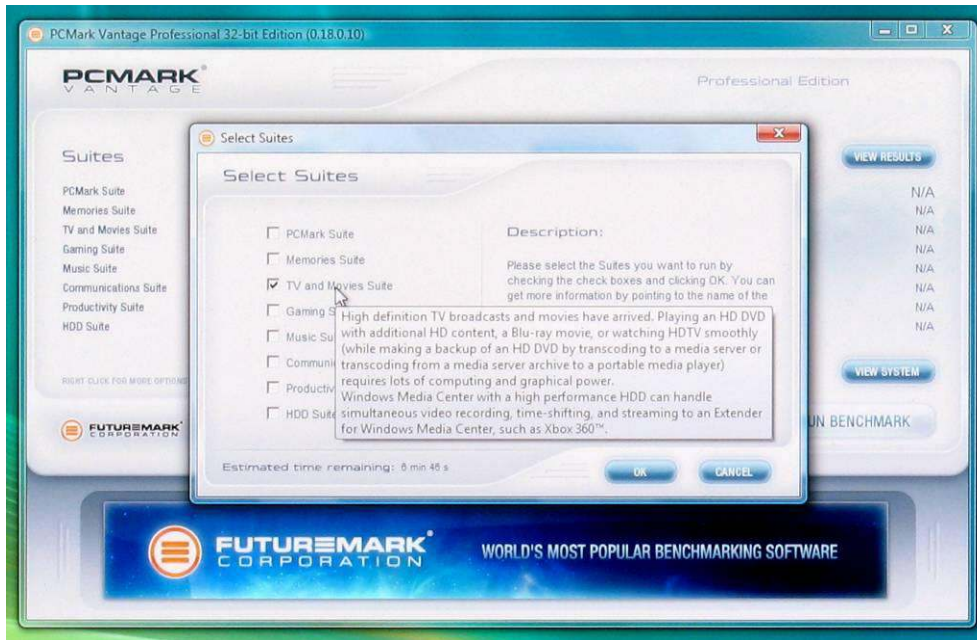 PCMark Vantage Professional 32-bit Edition (0.18.0.10)
PCMARK®
VANTAGE
Professional Edition
Suites
VIEW RESULTS
PCMark Suite N/A
Memories Suite N/A
TV and Movies Suite N/A
Gaming Suite N/A
Music Suite N/A
Communications Suite N/A
Productivity Suite N/A
HDD Suite N/A
RIGHT CLICK FOR MORE OPTIONS
VIEW SYSTEM
FUTUREMARK
CORPORATION
UN BENCHMARK
Select Suites
Select Suites
PCMark Suite
Memories Suite
TV and Movies Suite
Gaming S
Music Su
Communi
Productiv
HDD Suite
Description:
Please select the Suites you want to run by
checking the check boxes and clicking OK. You can
get more information by pointing to the name of the
High definition TV broadcasts and movies have arrived. Playing an HD DVD
with additional HD content, a Blu-ray movie, or watching HDTV smoothly
(while making a backup of an HD DVD by transcoding to a media server or
transcoding from a media server archive to a portable media player)
requires lots of computing and graphical power.
Windows Media Center with a high performance HDD can handle
simultaneous video recording, time-shifting, and streaming to an Extender
for Windows Media Center, such as Xbox 360™.
Estimated time remaining: 6 min 46 s
OK
CANCEL
FUTUREMARK®
CORPORATION
WORLD'S MOST POPULAR BENCHMARKING SOFTWARE